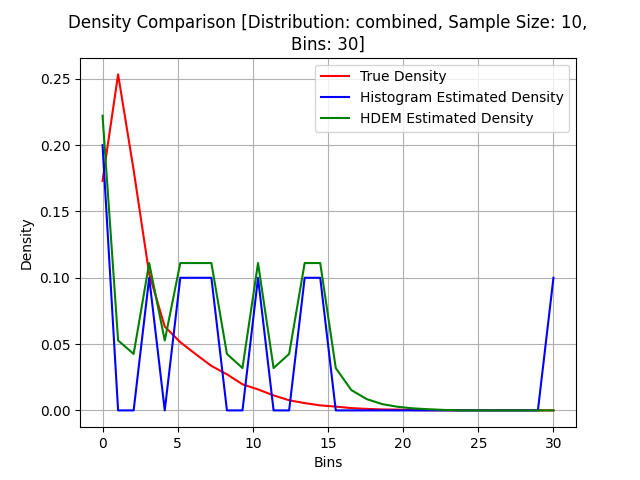 Density Comparison [Distribution: combined, Sample Size: 10,
Bins: 30]
True Density
Histogram Estimated Density
HDEM Estimated Density
Density
0.25
0.20
0.15
0.10
0.05
0.00
0 5 10 15 20 25 30
Bins